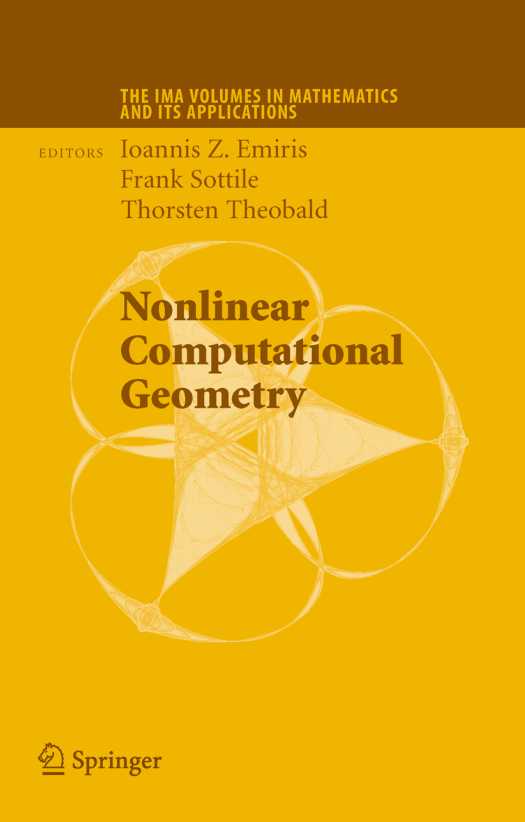 THE IMA VOLUMES IN MATHEMATICS
AND ITS APPLICATIONS
EDITORS Ioannis Z. Emiris
Frank Sottile
Thorsten Theobald
Nonlinear
Computational
Geometry
Springer